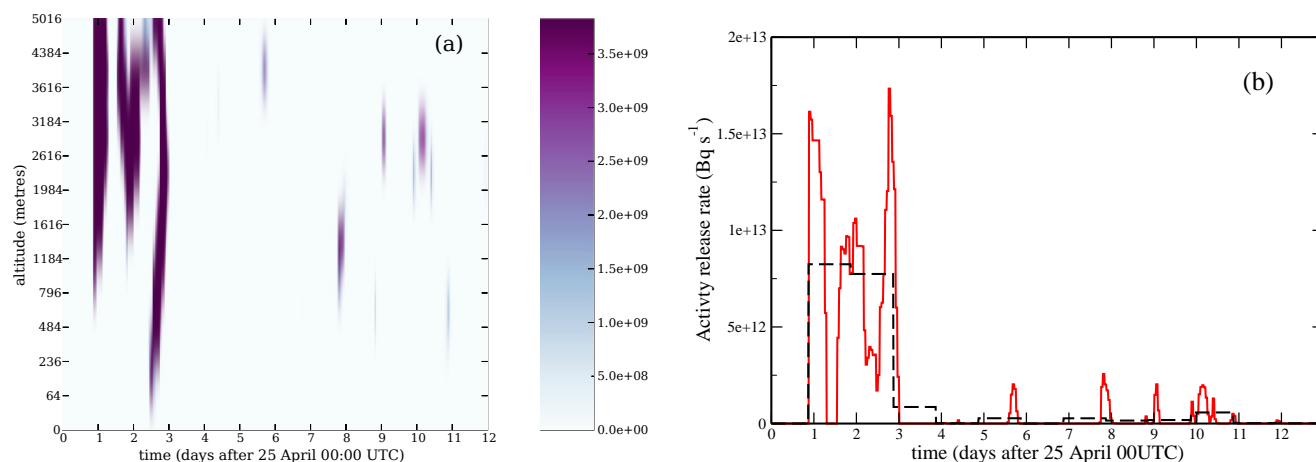 5016
4384
3616
3184
2616
1984
1616
1184
796
484
236
64
altitude (metres)
(a)
0 1 2 3 4 5 6 7 8 9 10 11 12
time (days after 25 April 00:00 UTC)
3.5e+09
3.0e+09
2.5e+09
2.0e+09
1.5e+09
1.0e+09
5.0e+08
0.0e+00
2e+13
1.5e+13
1e+13
5e+12
0
Activty release rate (Bq s⁻¹)
(b)
0 1 2 3 4 5 6 7 8 9 10 11 12
time (days after 25 April 00UTC)